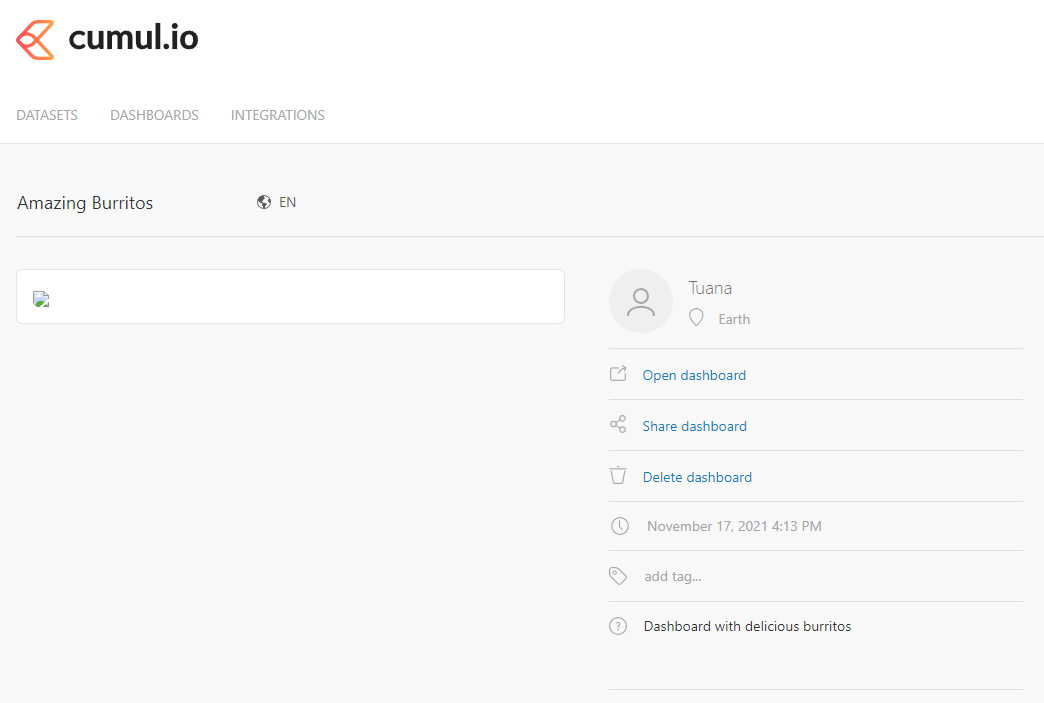 cumul.io
DATASETS DASHBOARDS INTEGRATIONS
Amazing Burritos EN
Tuana
Earth
Open dashboard
Share dashboard
Delete dashboard
November 17, 2021 4:13 PM
add tag...
? Dashboard with delicious burritos